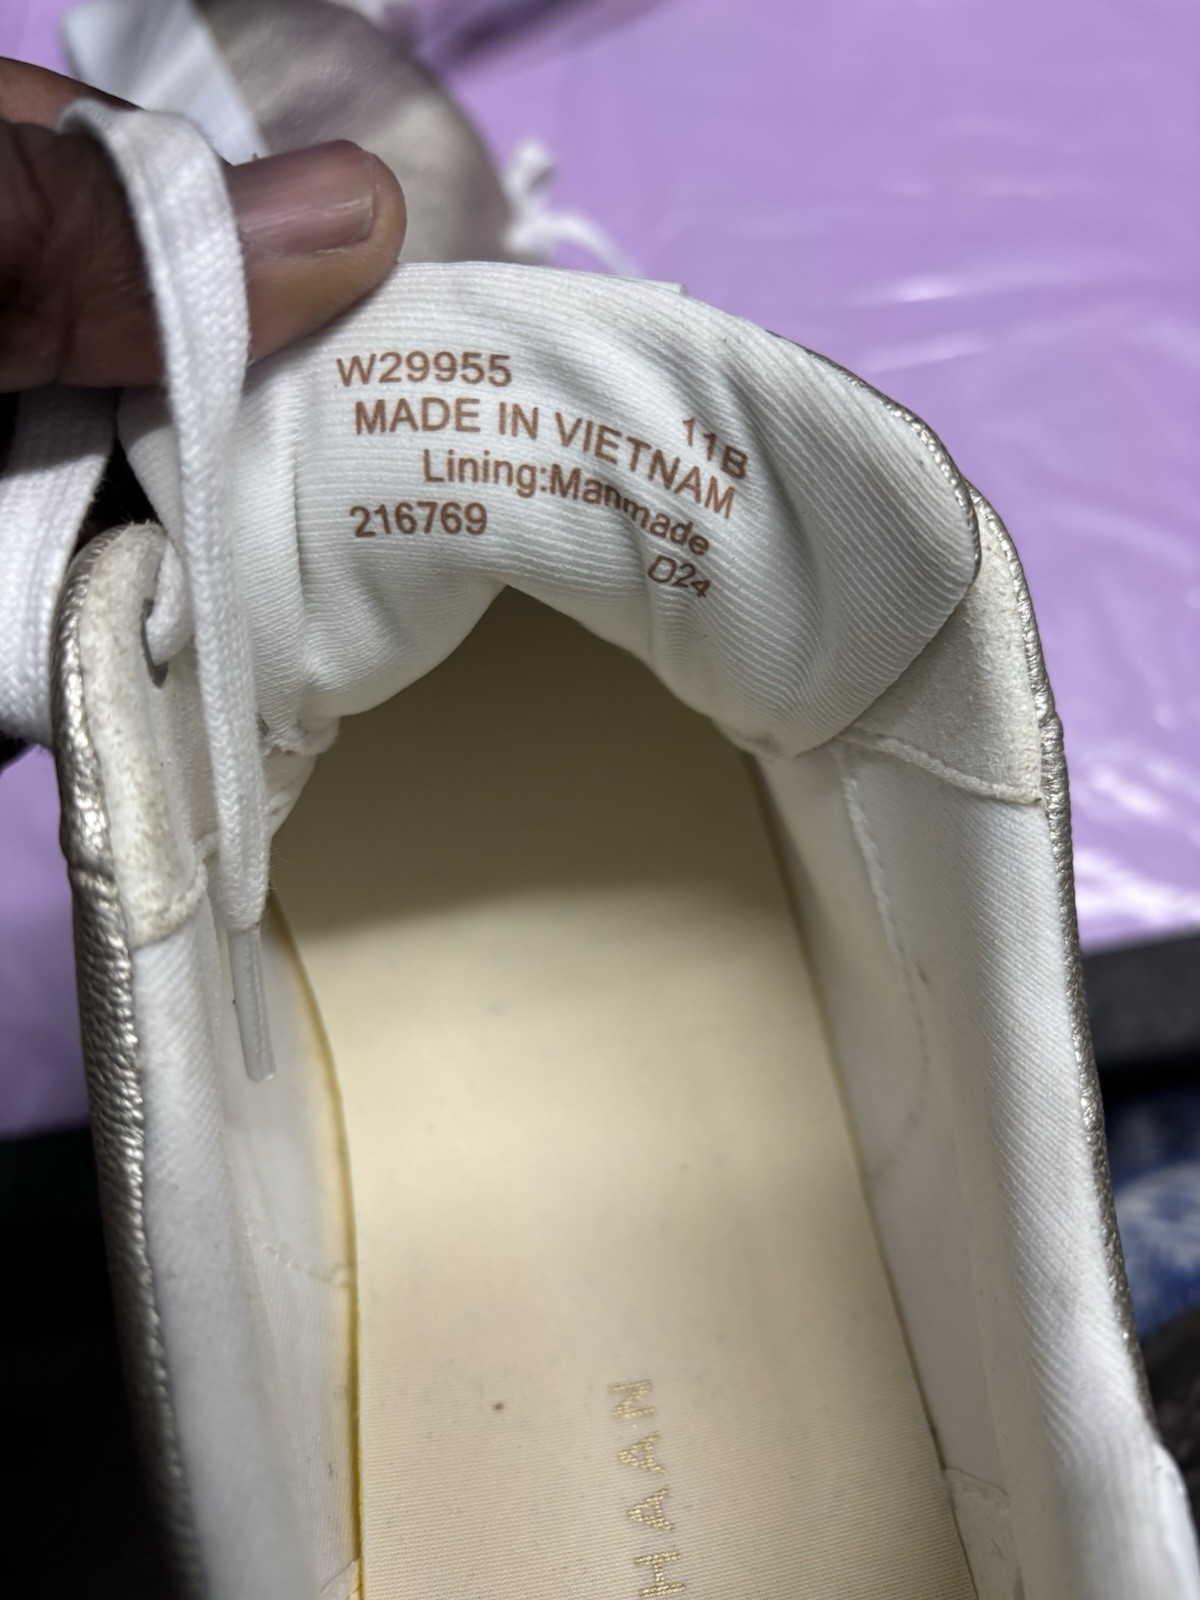 W29955 11B
MADE IN VIETNAM
Lining:Manmade
216769 D24
HAAN